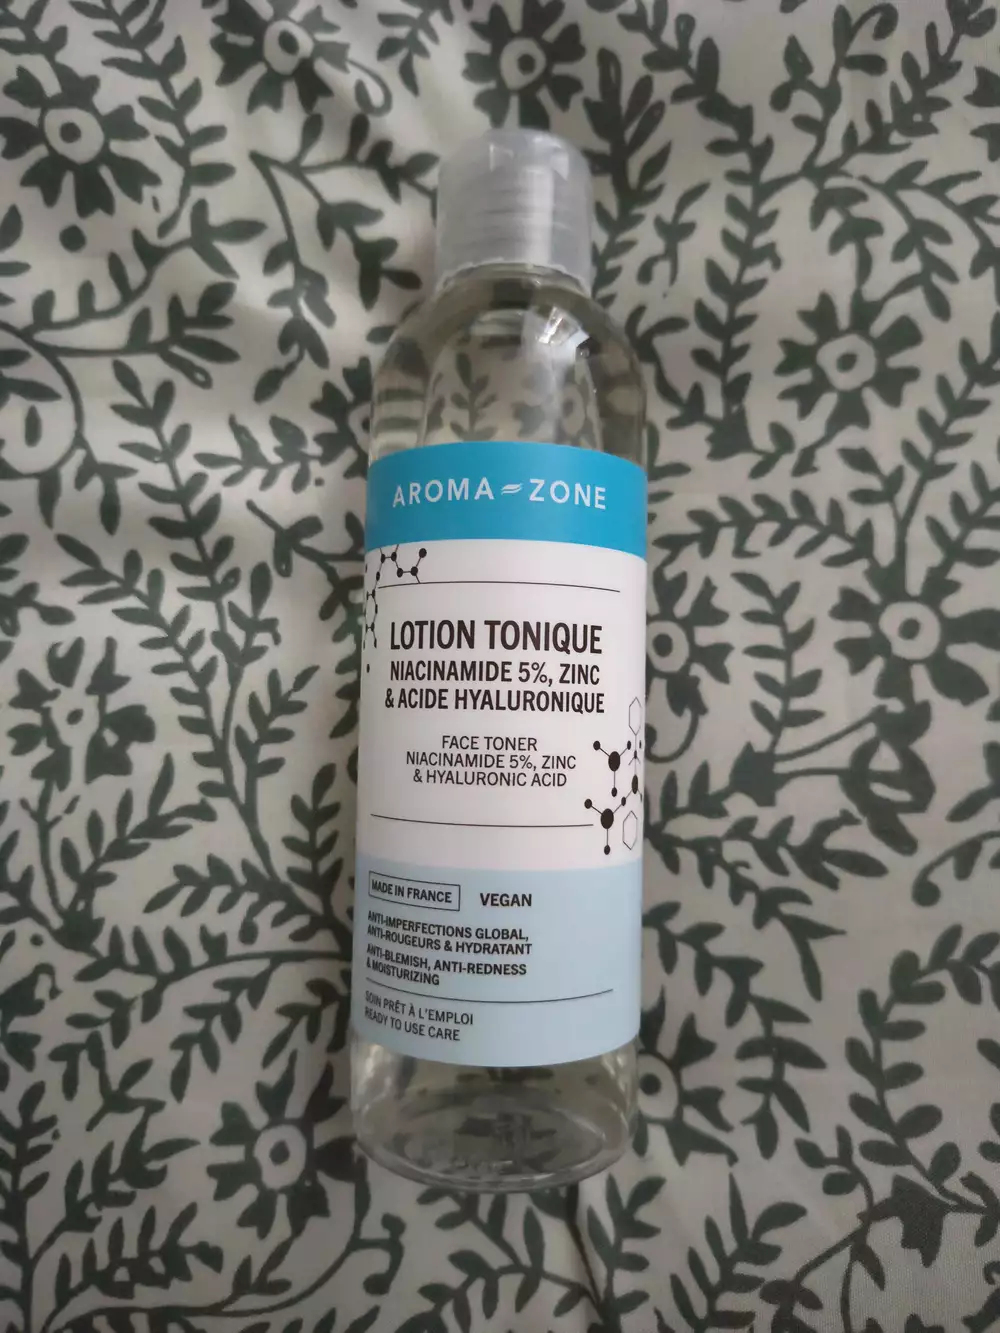 AROMA ZONE
LOTION TONIQUE
NIACINAMIDE 5%, ZINC
& ACIDE HYALURONIQUE
FACE TONER
NIACINAMIDE 5%, ZINC
& HYALURONIC ACID
MADE IN FRANCE VEGAN
ANTI-IMPERFECTIONS GLOBAL,
ANTI-ROUGEURS & HYDRATANT
ANTI-BLEMISH, ANTI-REDNESS
& MOISTURIZING
SOIN PRÊT À L'EMPLOI
READY TO USE CARE